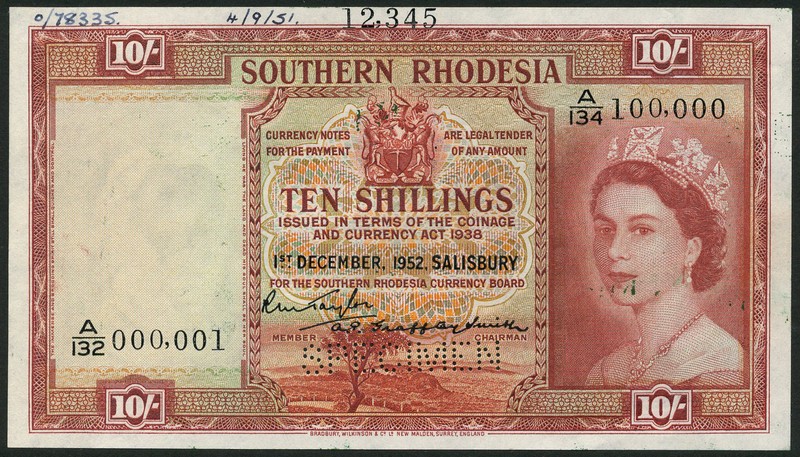 0/78335. 4/9/51. 12,345
10/- 10/-
SOUTHERN RHODESIA
A/134 100,000
CURRENCY NOTES ARE LEGAL TENDER
FOR THE PAYMENT OF ANY AMOUNT
TEN SHILLINGS
ISSUED IN TERMS OF THE COINAGE
AND CURRENCY ACT 1938
1ST DECEMBER, 1952, SALISBURY
FOR THE SOUTHERN RHODESIA CURRENCY BOARD
A/132 000,001
MEMBER CHAIRMAN
SPECIMEN
10/- 10/-
BRADBURY, WILKINSON & Co LD NEW MALDEN, SURREY, ENGLAND